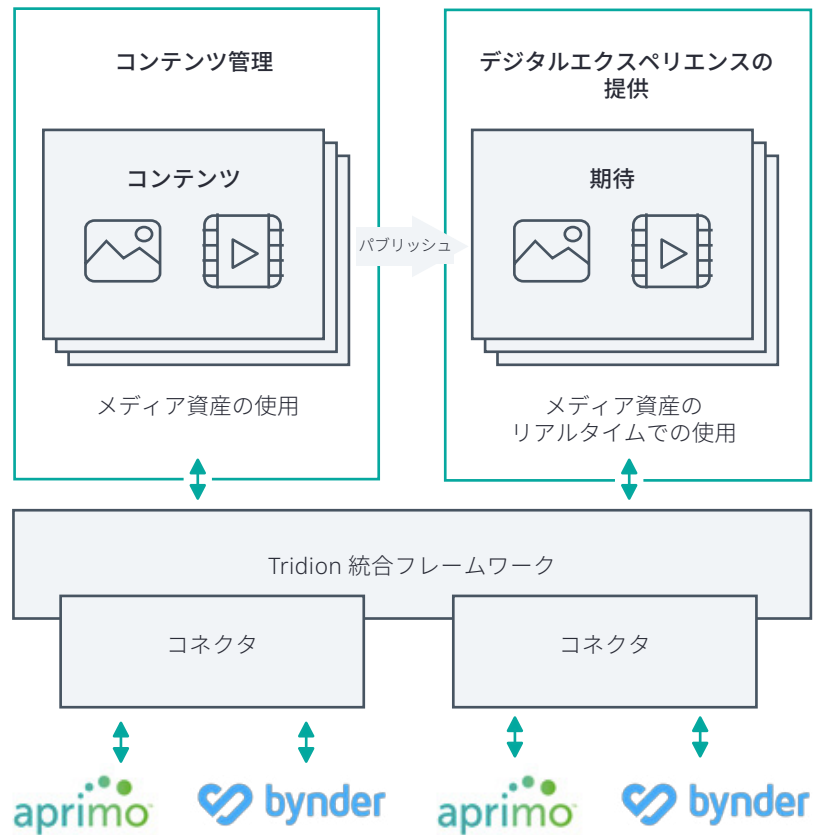 コンテンツ管理
コンテンツ
メディア資産の使用
パブリッシュ
デジタルエクスペリエンスの
提供
期待
メディア資産の
リアルタイムでの使用
Tridion 統合フレームワーク
コネクタ
コネクタ
aprimo
bynder
aprimo
bynder